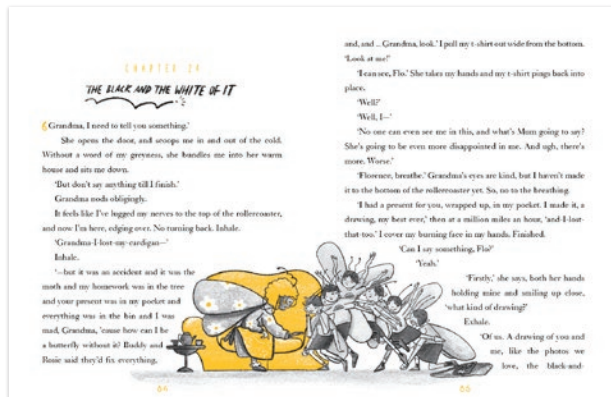 CHAPTER 24
THE BLACK AND THE WHITE OF IT
‘Grandma, I need to tell you something.’
She opens the door, and scoops me in and out of the cold.
Without a word of my greyness, she bundles me into her warm
house and sits me down.
‘But don’t say anything till I finish.’
Grandma nods obligingly.
It feels like I’ve lugged my nerves to the top of the rollercoaster,
and now I’m here, edging over. No turning back. Inhale.
‘Grandma-I-lost-my-cardigan—’
Inhale.
‘—but it was an accident and it was the
moth and my homework was in the tree
and your present was in my pocket and
everything was in the bin and I was
mad, Grandma, ’cause how can I be
a butterfly without it? Buddy and
Rosie said they’d fix everything,
and, and ... Grandma, look.’ I pull my t-shirt out wide from the bottom.
‘Look at me!’
‘I can see, Flo.’ She takes my hands and my t-shirt pings back into
place.
‘Well?’
‘Well, I—’
‘No one can even see me in this, and what’s Mum going to say?
She’s going to be even more disappointed in me. And ugh, there’s
more. Worse.’
‘Florence, breathe.’ Grandma’s eyes are kind, but I haven’t made
it to the bottom of the rollercoaster yet. So, no to the breathing.
‘I had a present for you, wrapped up, in my pocket. I made it, a
drawing, my best ever,’ then at a million miles an hour, ‘and-I-lost-
that-too.’ I cover my burning face in my hands. Finished.
‘Can I say something, Flo?’
‘Yeah.’
‘Firstly,’ she says, both her hands
holding mine and smiling up close,
‘what kind of drawing?’
Exhale.
‘Of us. A drawing of you and
me, like the photos we
love, the black-and-